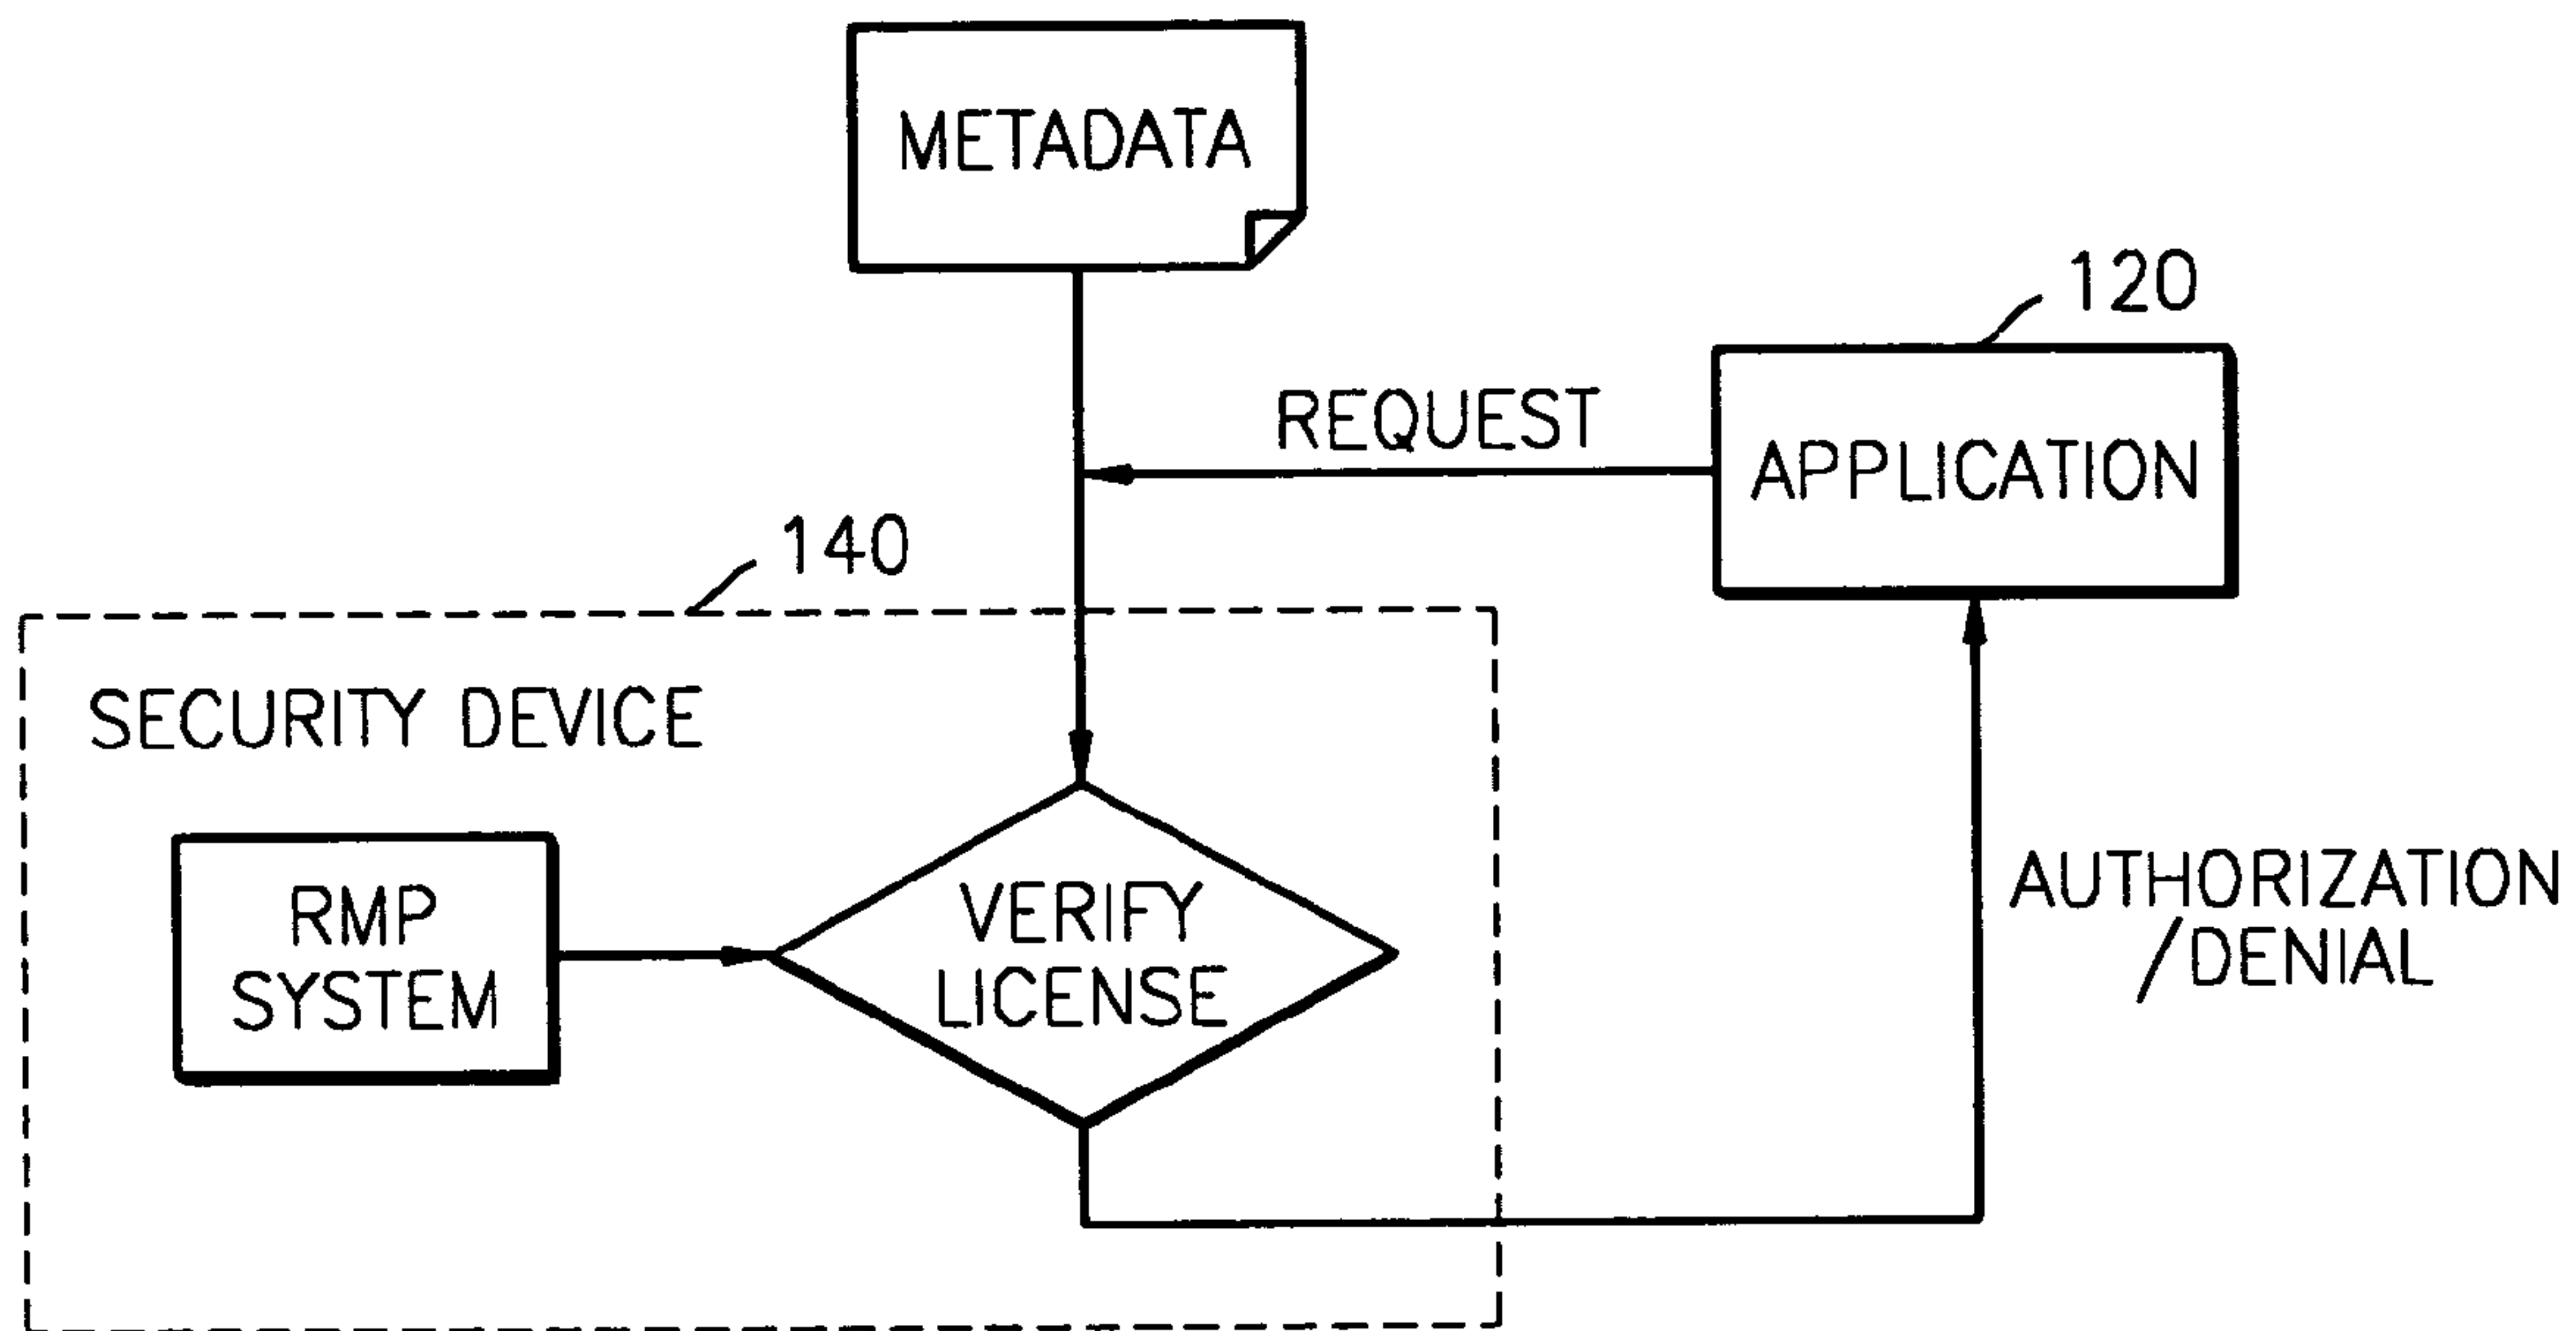 METADATA
120
REQUEST
APPLICATION
140
SECURITY DEVICE
RMP
SYSTEM
VERIFY
LICENSE
AUTHORIZATION
/DENIAL